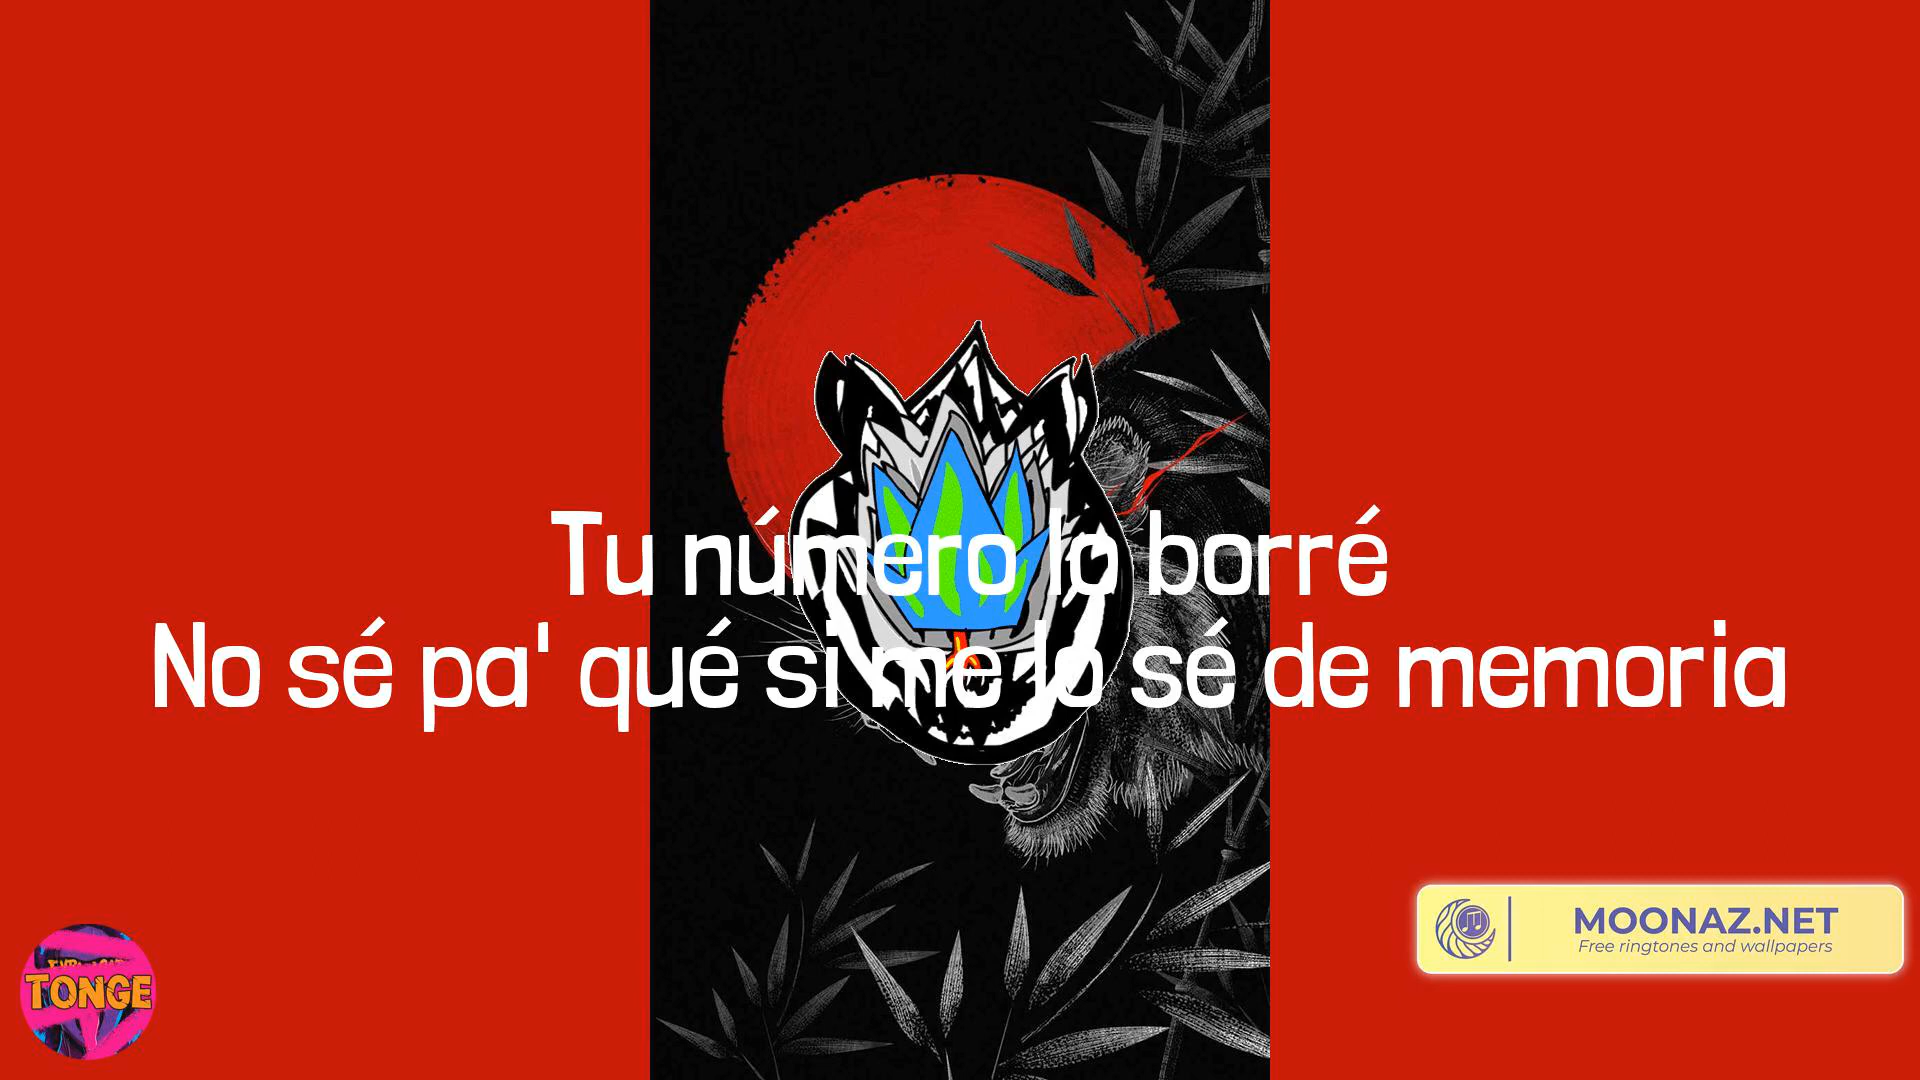 Tu número lo borré
No sé pa' qué si me lo sé de memoria
MOONAZ.NET
Free ringtones and wallpapers
TONGE